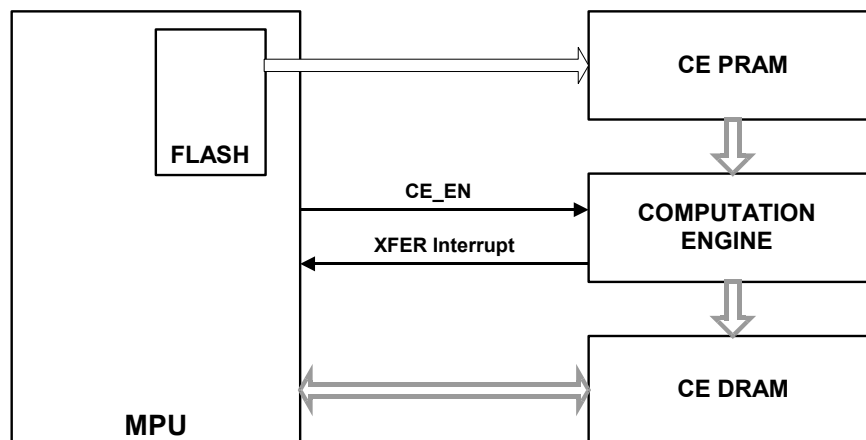 CE PRAM
FLASH
CE_EN
COMPUTATION
ENGINE
XFER Interrupt
CE DRAM
MPU